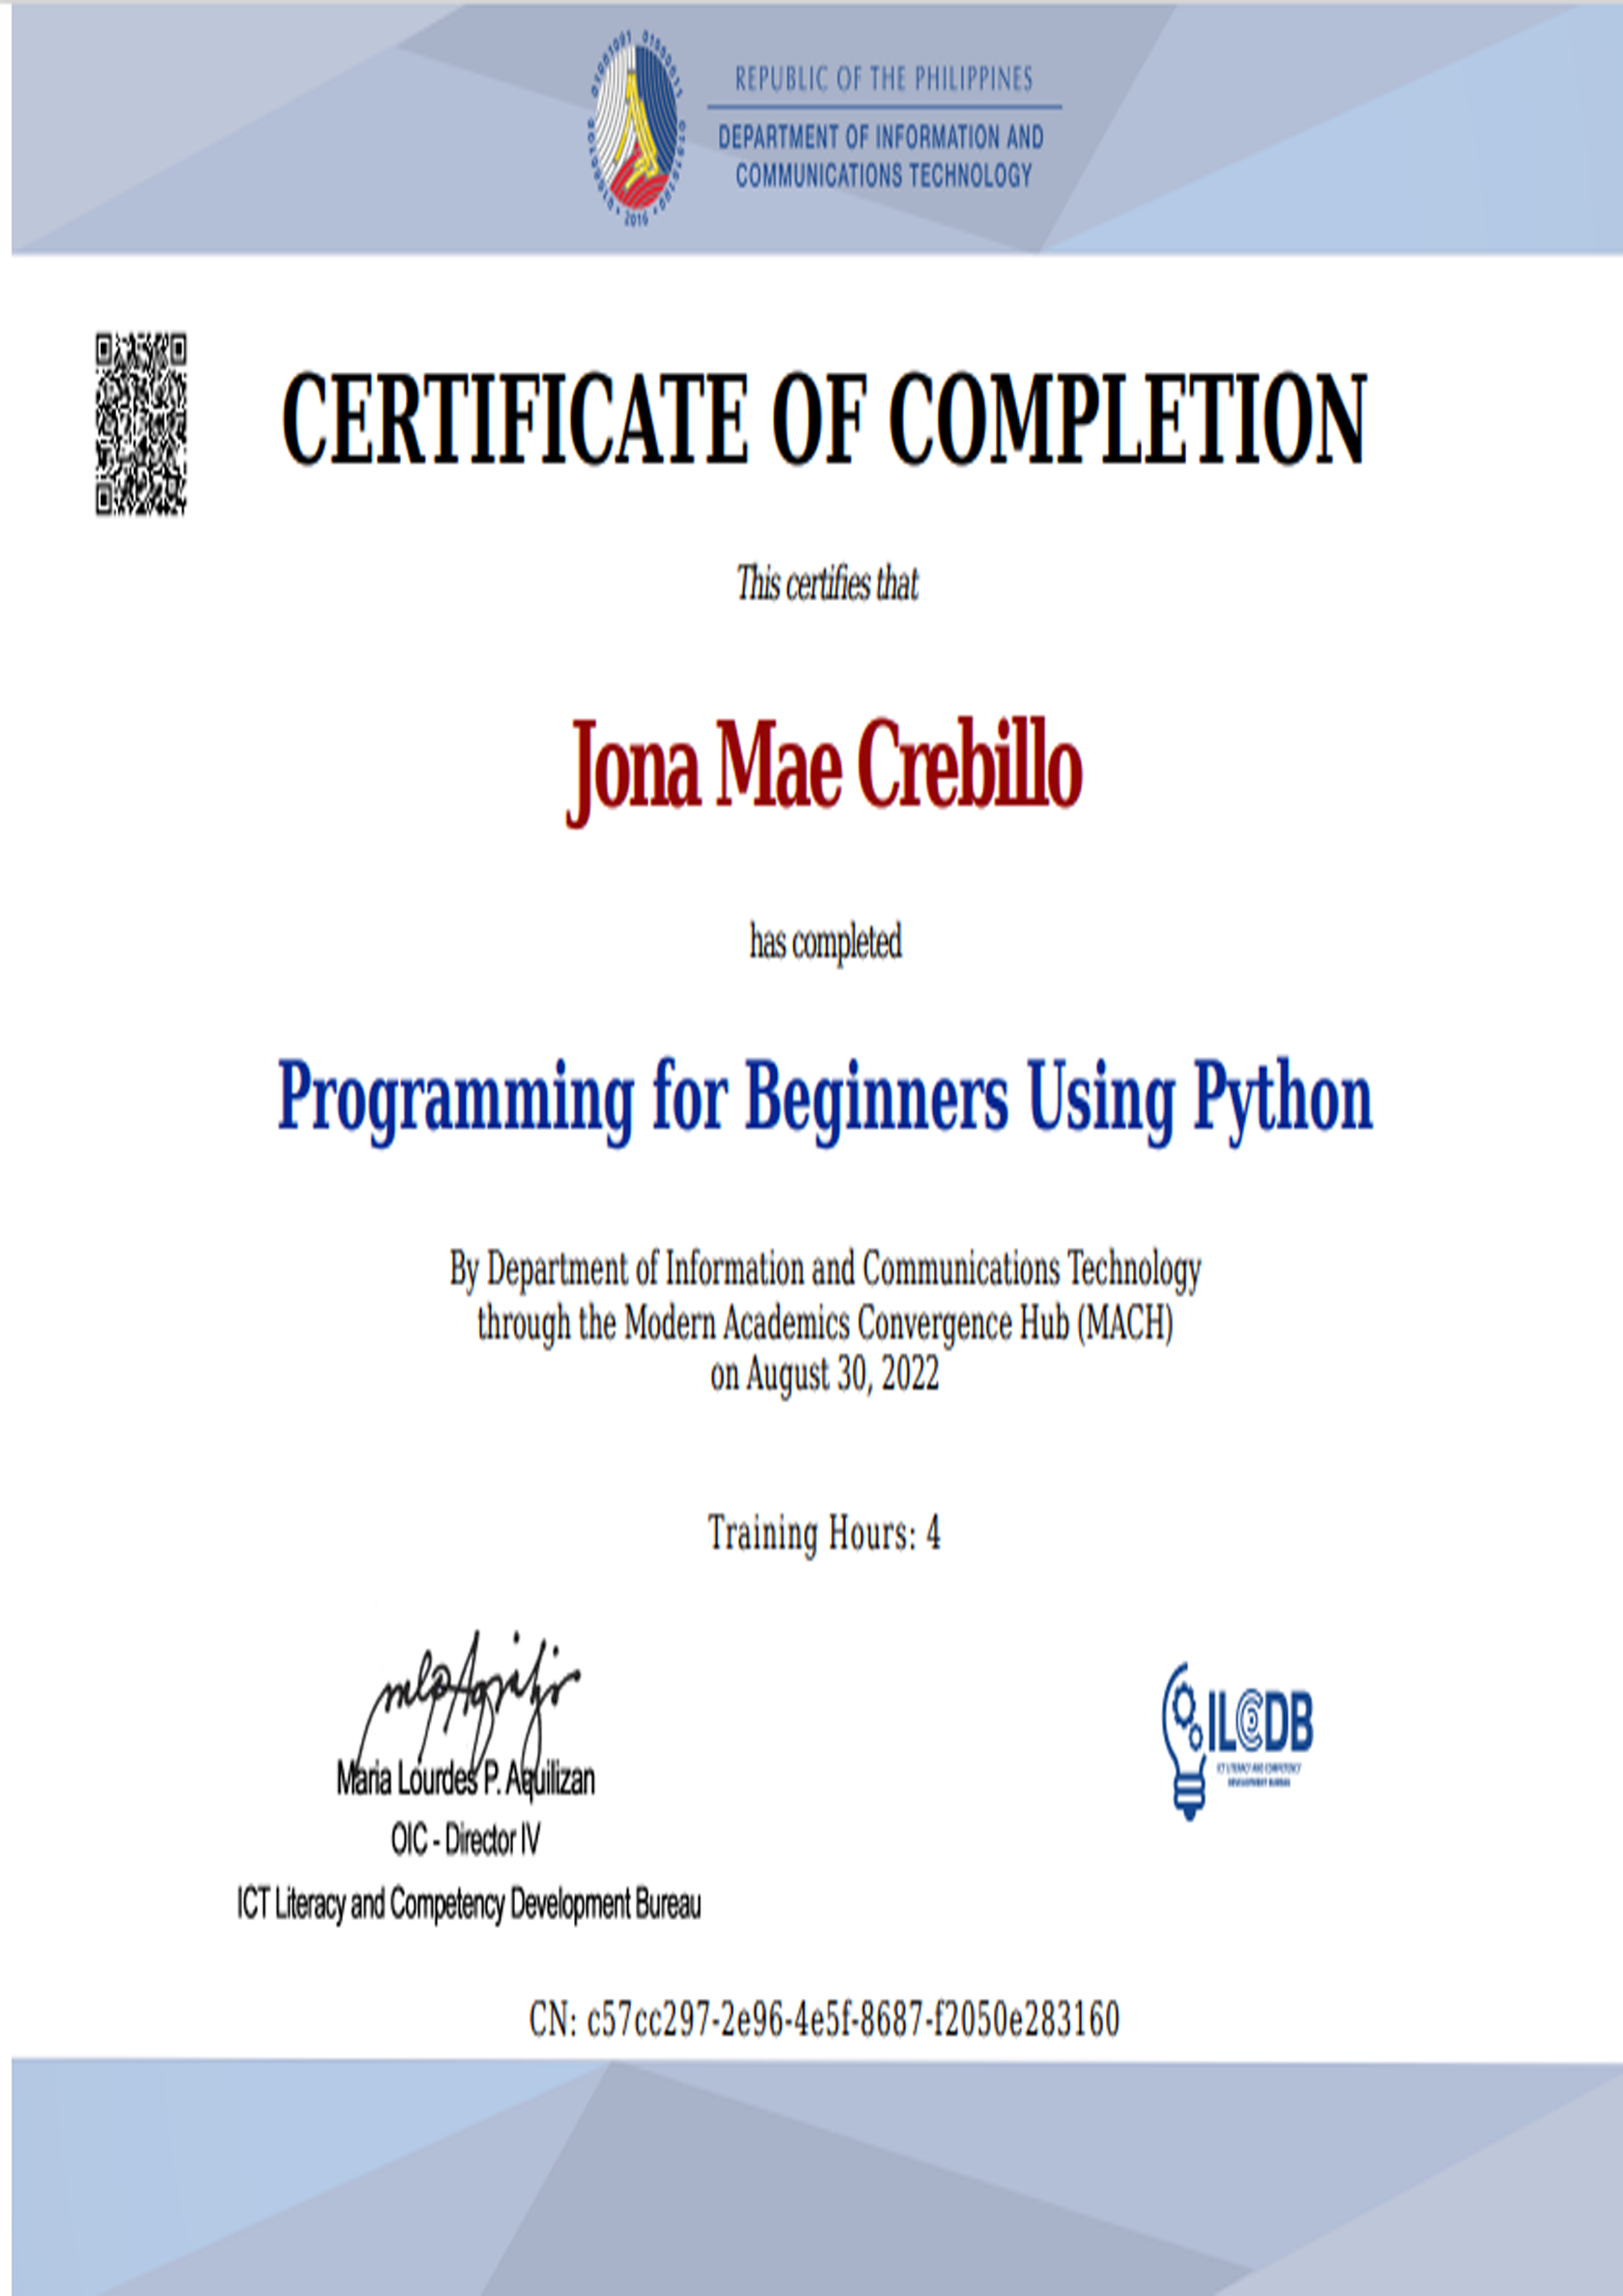 REPUBLIC OF THE PHILIPPINES
DEPARTMENT OF INFORMATION AND
COMMUNICATIONS TECHNOLOGY
2016
CERTIFICATE OF COMPLETION
This certifies that
Jona Mae Crebillo
has completed
Programming for Beginners Using Python
By Department of Information and Communications Technology
through the Modern Academics Convergence Hub (MACH)
on August 30, 2022
Training Hours: 4
Maria Lourdes P. Aquilizan
OIC - Director IV
ICT Literacy and Competency Development Bureau
ILCDB
ICT LITERACY AND COMPETENCY
DEVELOPMENT BUREAU
CN: c57cc297-2e96-4e5f-8687-f2050e283160